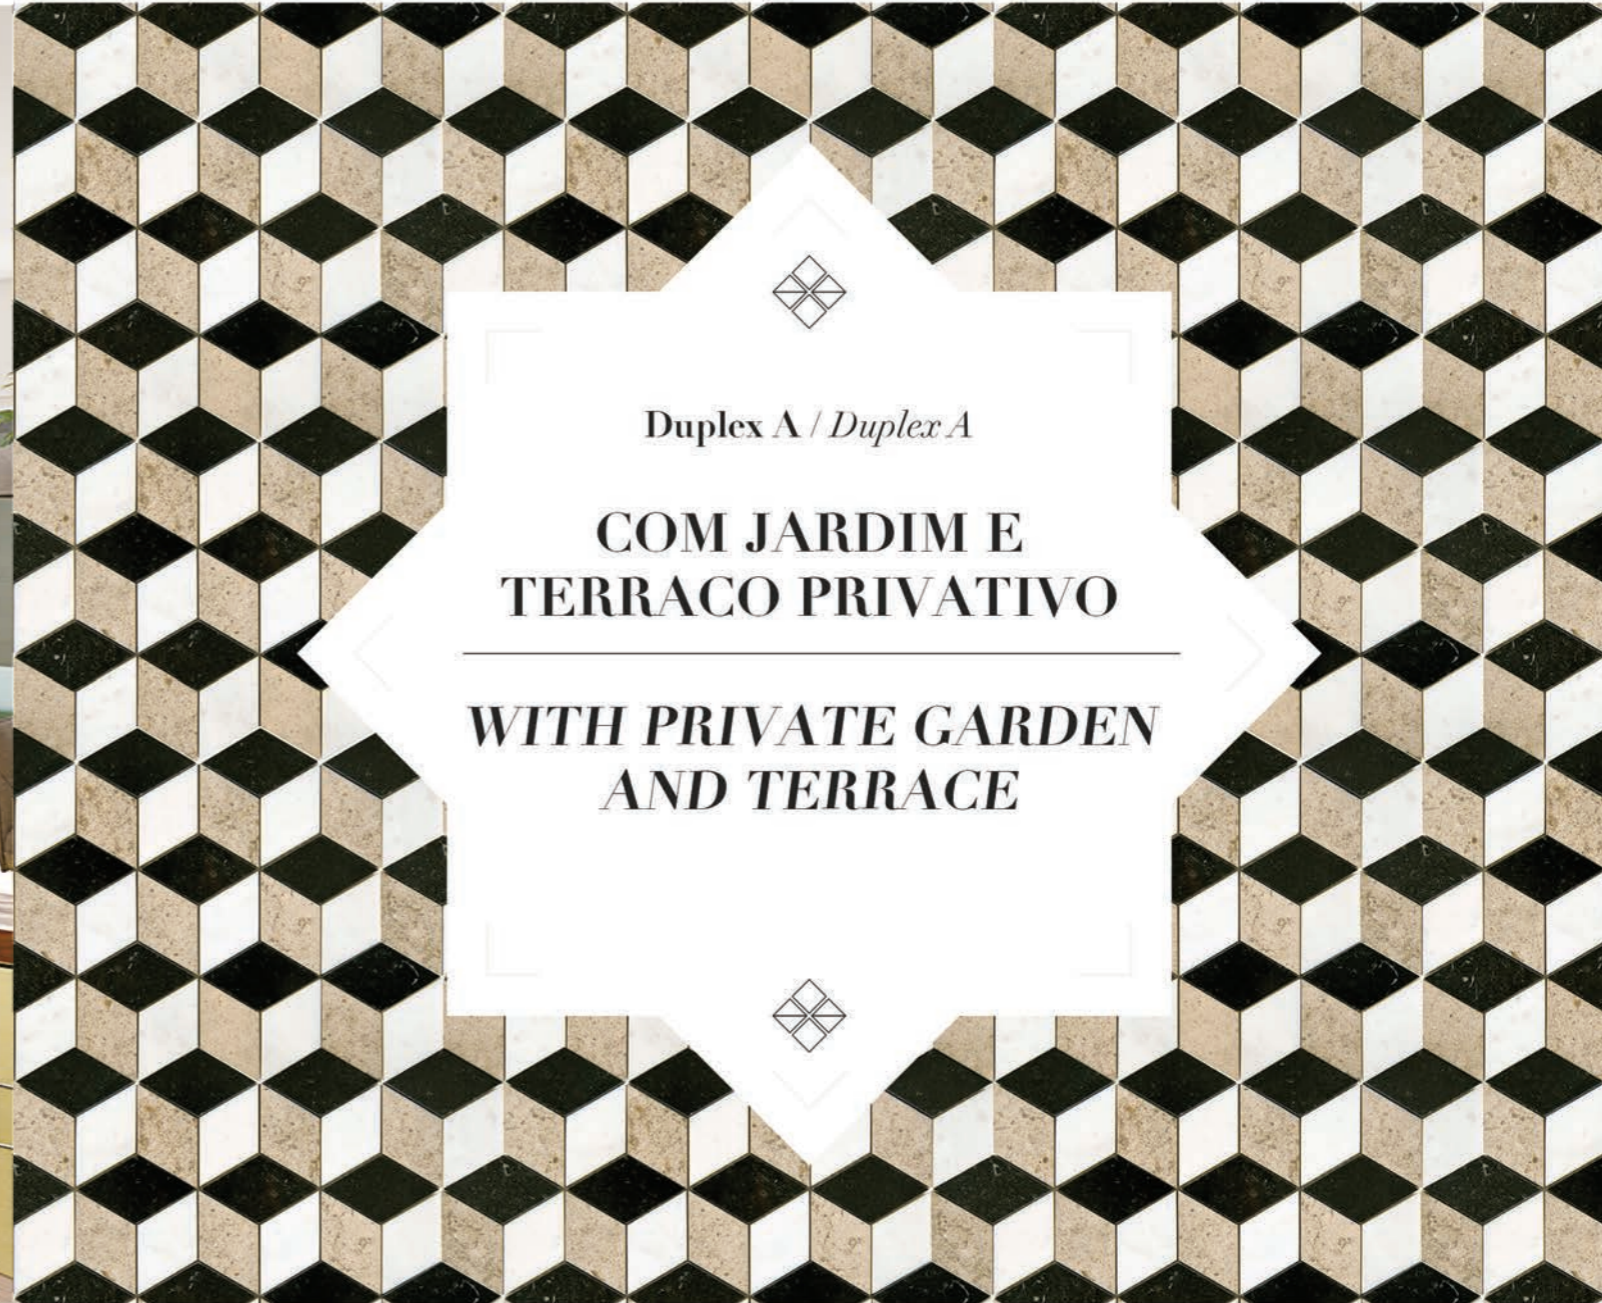 Duplex A / Duplex A
COM JARDIM E
TERRACO PRIVATIVO
WITH PRIVATE GARDEN
AND TERRACE